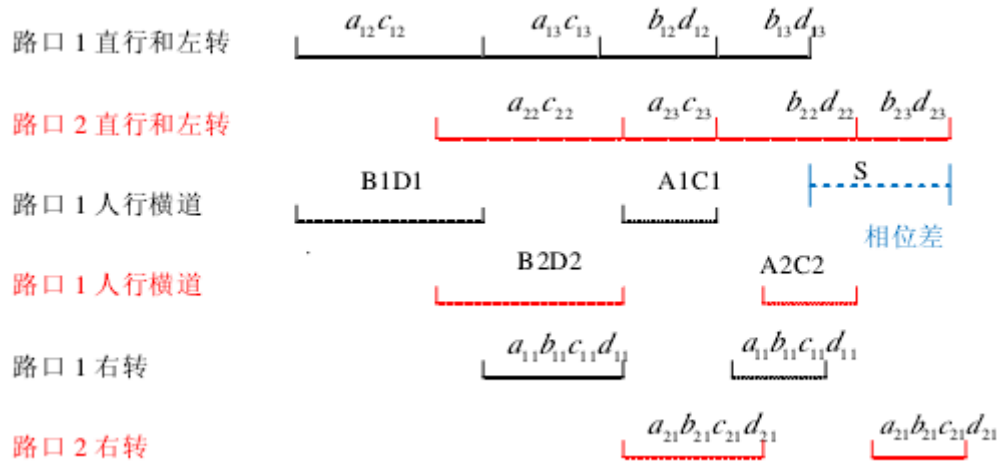 路口 1 直行和左转 a₁₂c₁₂ a₁₃c₁₃ b₁₂d₁₂ b₁₃d₁₃
路口 2 直行和左转 a₂₂c₂₂ a₂₃c₂₃ b₂₂d₂₂ b₂₃d₂₃
路口 1 人行横道 B1D1 A1C1 S
相位差
路口 1 人行横道 B2D2 A2C2
路口 1 右转 a₁₁b₁₁c₁₁d₁₁ a₁₁b₁₁c₁₁d₁₁
路口 2 右转 a₂₁b₂₁c₂₁d₂₁ a₂₁b₂₁c₂₁d₂₁